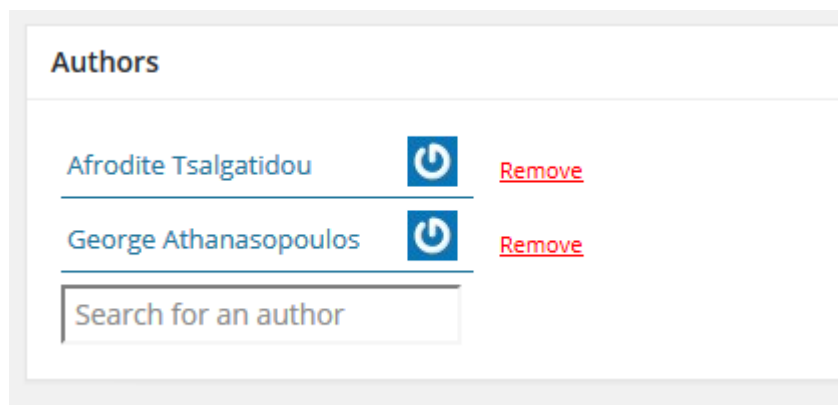 Authors
Afrodite Tsalgatidou Remove
George Athanasopoulos Remove
Search for an author